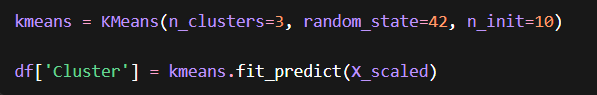 kmeans = KMeans(n_clusters=3, random_state=42, n_init=10)
df['Cluster'] = kmeans.fit_predict(X_scaled)